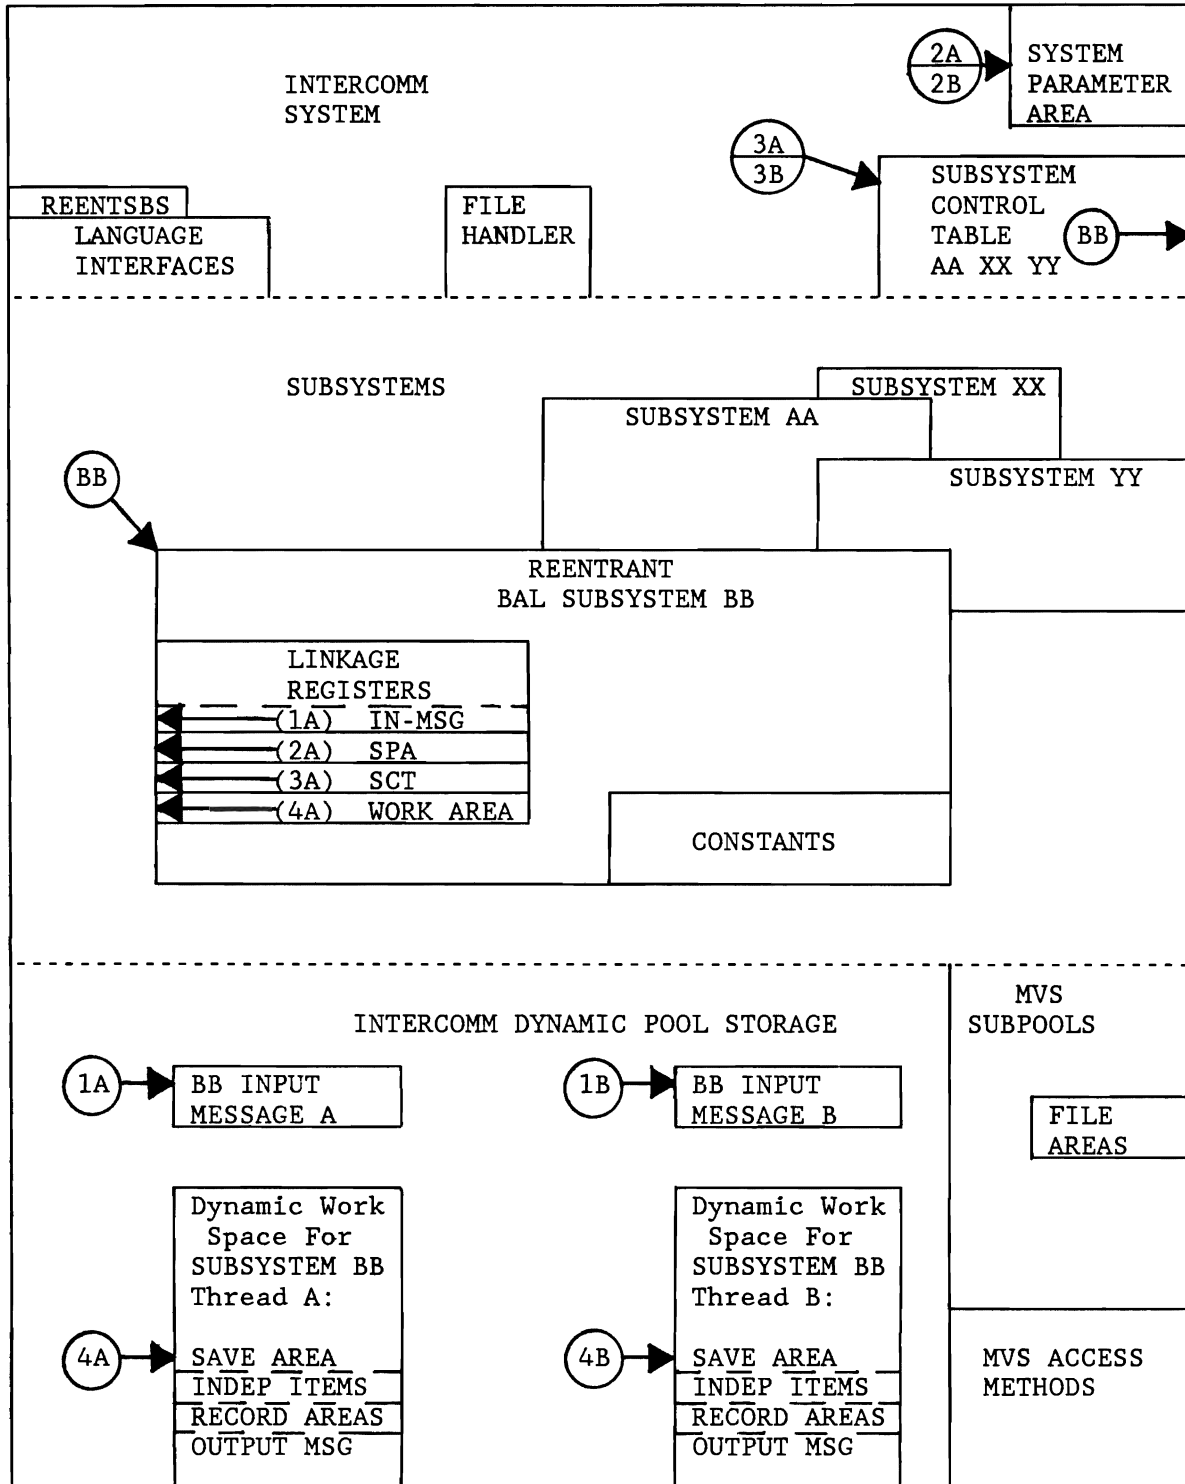 INTERCOMM
SYSTEM
2A
2B
SYSTEM
PARAMETER
AREA
3A
3B
SUBSYSTEM
CONTROL
TABLE
AA XX YY
BB
REENTSBS
LANGUAGE
INTERFACES
FILE
HANDLER
SUBSYSTEMS
SUBSYSTEM XX
SUBSYSTEM AA
SUBSYSTEM YY
BB
REENTRANT
BAL SUBSYSTEM BB
LINKAGE
REGISTERS
(1A) IN-MSG
(2A) SPA
(3A) SCT
(4A) WORK AREA
CONSTANTS
INTERCOMM DYNAMIC POOL STORAGE
MVS
SUBPOOLS
1A
BB INPUT
MESSAGE A
1B
BB INPUT
MESSAGE B
FILE
AREAS
Dynamic Work
Space For
SUBSYSTEM BB
Thread A:
4A
SAVE AREA
INDEP ITEMS
RECORD AREAS
OUTPUT MSG
Dynamic Work
Space For
SUBSYSTEM BB
Thread B:
4B
SAVE AREA
INDEP ITEMS
RECORD AREAS
OUTPUT MSG
MVS ACCESS
METHODS